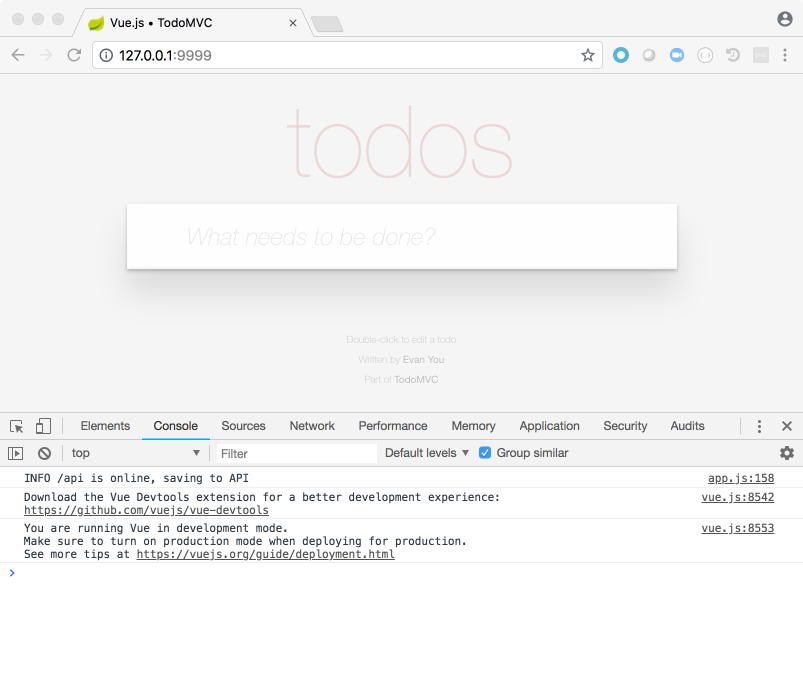 Vue.js • TodoMVC
127.0.0.1:9999
todos
What needs to be done?
Double-click to edit a todo
Written by Evan You
Part of TodoMVC
Elements Console Sources Network Performance Memory Application Security Audits
top Filter Default levels Group similar
INFO /api is online, saving to API app.js:158
Download the Vue Devtools extension for a better development experience: vue.js:8542
https://github.com/vuejs/vue-devtools
You are running Vue in development mode. vue.js:8553
Make sure to turn on production mode when deploying for production.
See more tips at https://vuejs.org/guide/deployment.html